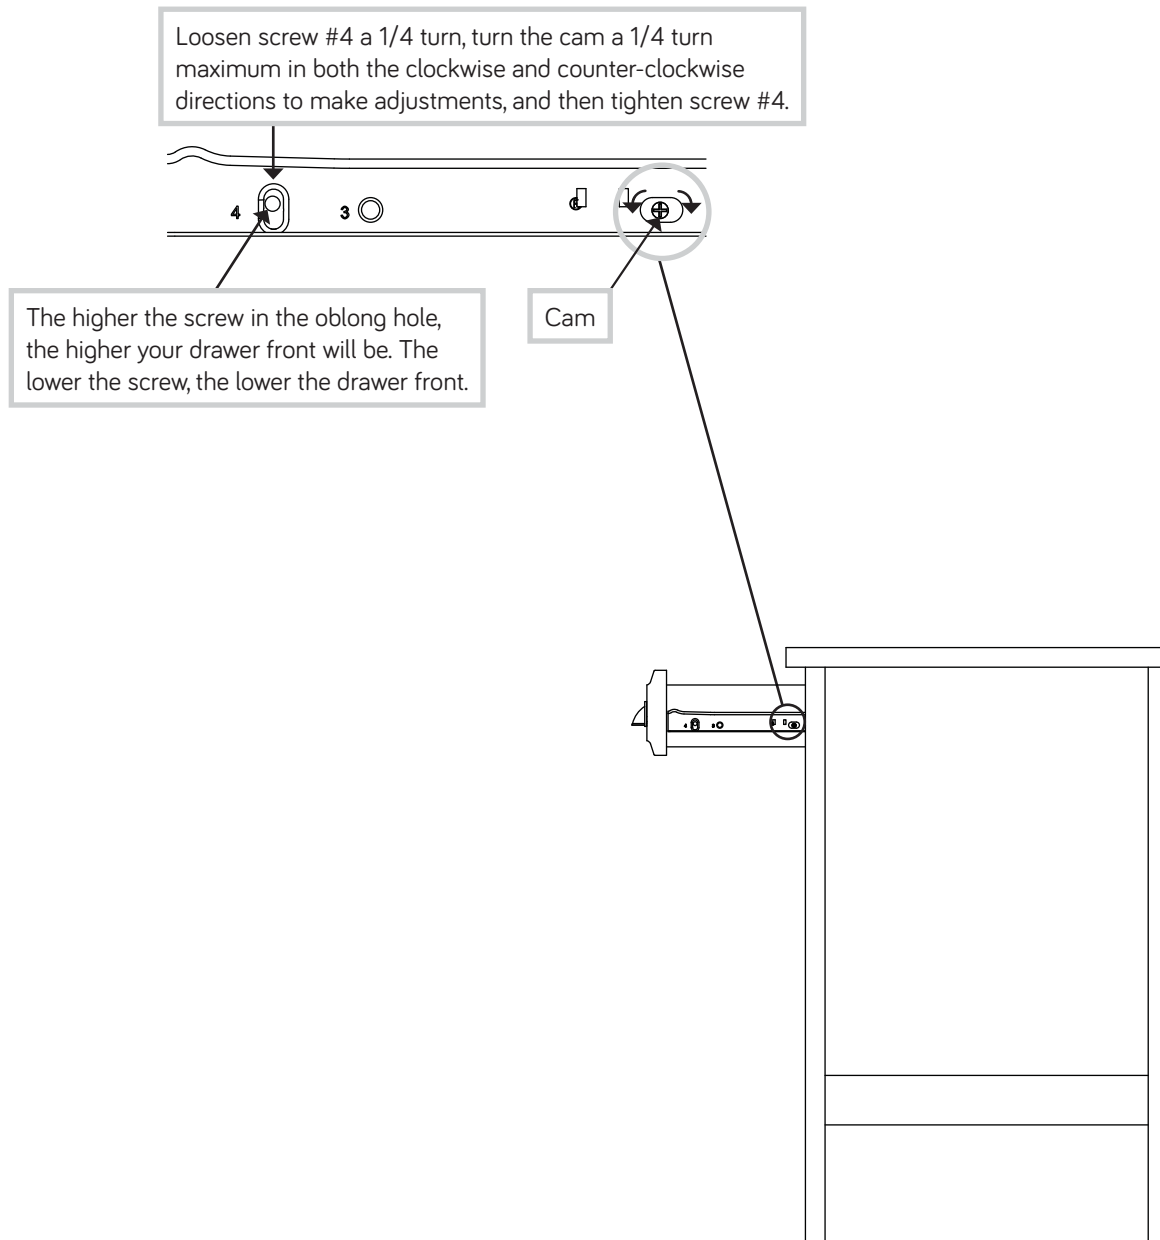 Loosen screw #4 a 1/4 turn, turn the cam a 1/4 turn
maximum in both the clockwise and counter-clockwise
directions to make adjustments, and then tighten screw #4.
4
3
The higher the screw in the oblong hole,
the higher your drawer front will be. The
lower the screw, the lower the drawer front.
Cam
4